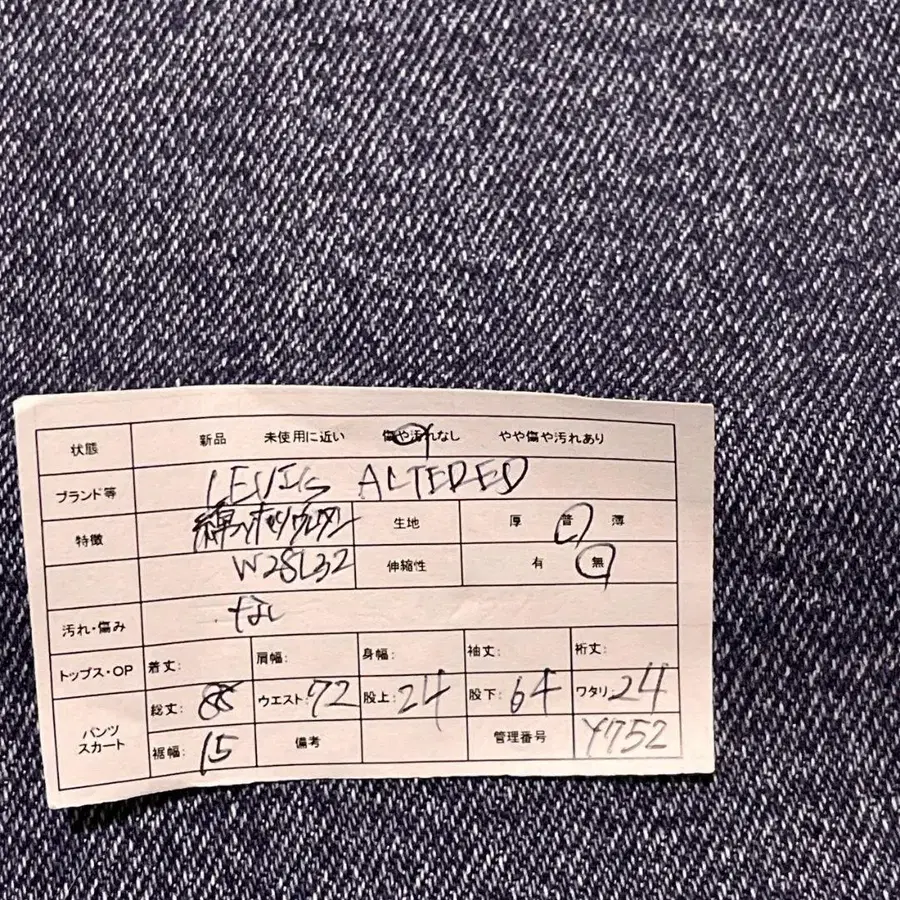 状態 新品 未使用に近い 傷や汚れなし やや傷や汚れあり
ブランド等 LEVIS ALTERED
特徴 綿 ポリ ウレタン 生地 厚 普 薄
W28L32 伸縮性 有 無
汚れ・傷み なし
トップス・OP 着丈: 肩幅: 身幅: 袖丈: 裄丈:
パンツ スカート 総丈: 88 ウエスト: 72 股上: 24 股下: 64 ワタリ: 24
裾幅: 15 備考 管理番号 Y752